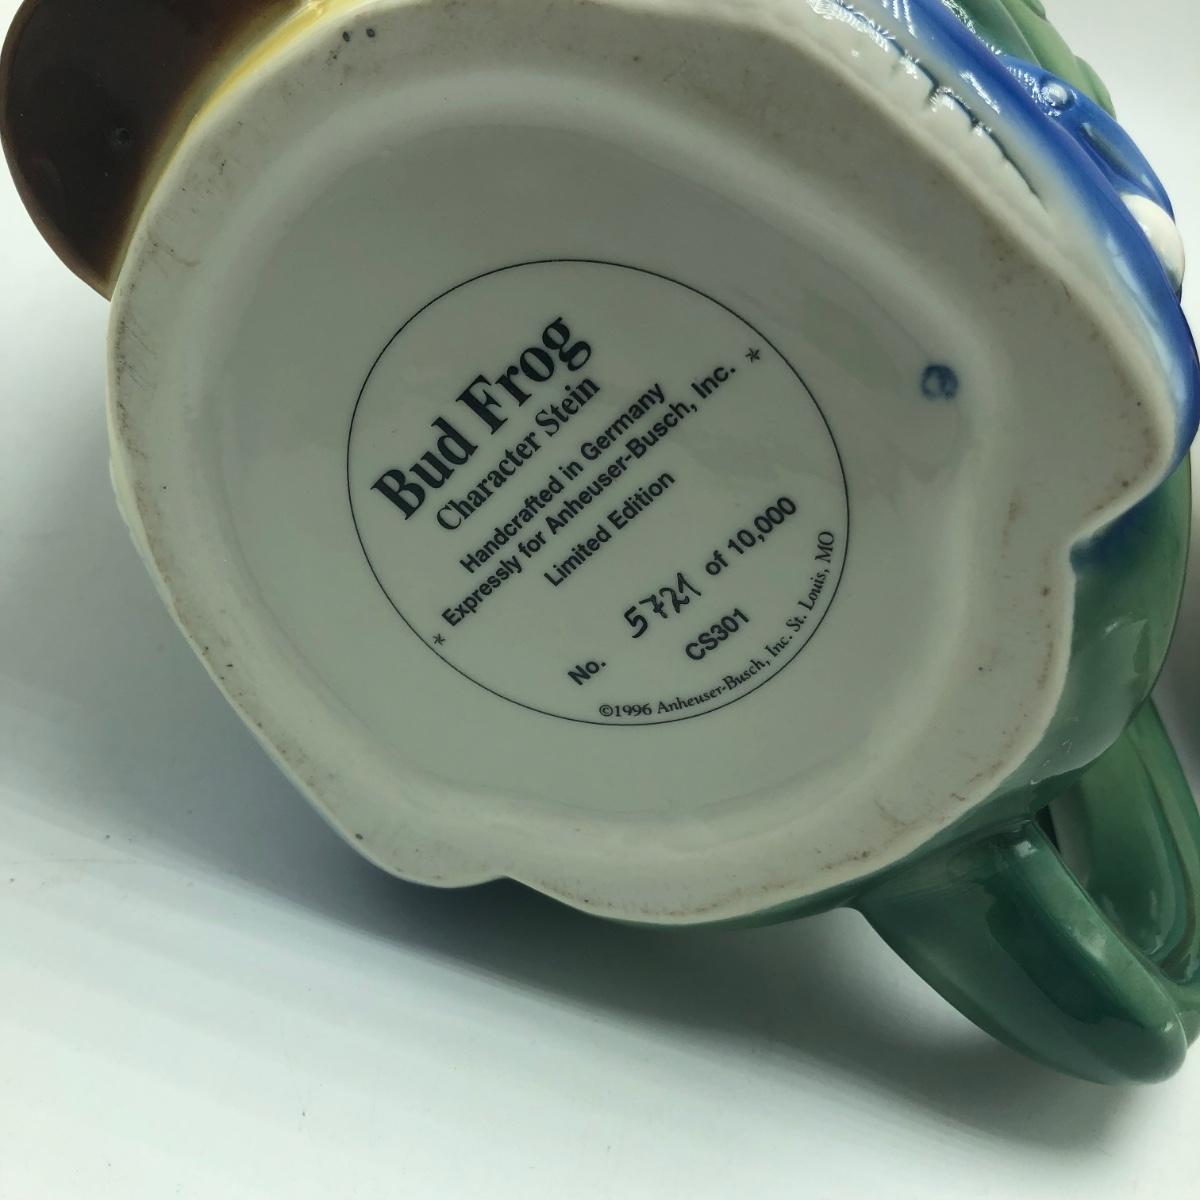 Bud Frog
Character Stein
Handcrafted in Germany
* Expressly for Anheuser-Busch, Inc. *
Limited Edition
No. 5721 of 10,000
CS301
©1996 Anheuser-Busch, Inc. St. Louis, MO